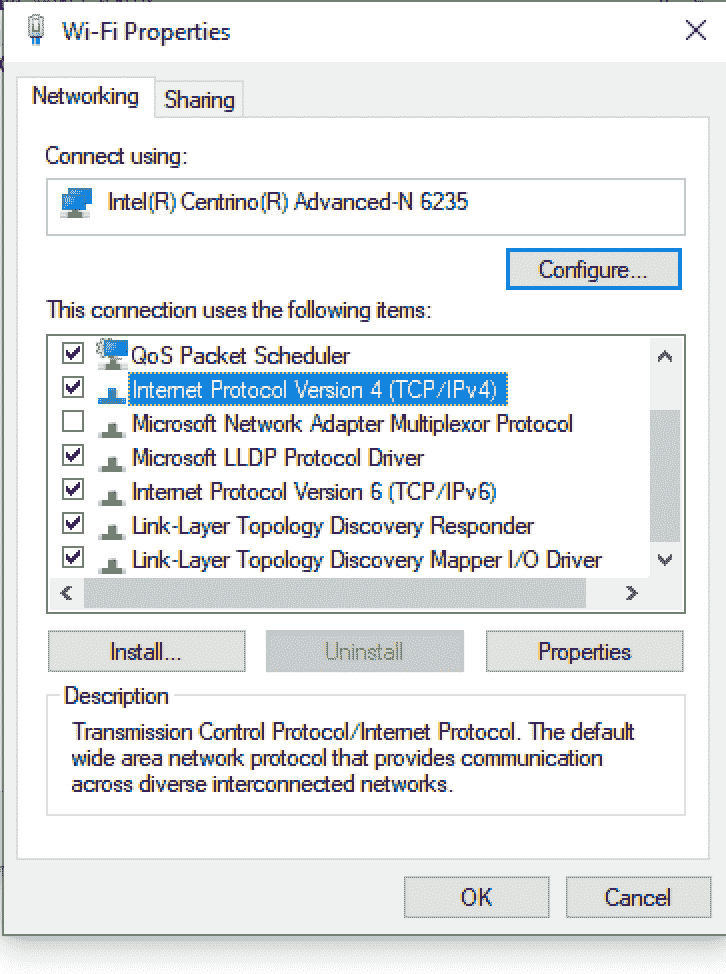 Wi-Fi Properties
Networking
Sharing
Connect using:
Intel(R) Centrino(R) Advanced-N 6235
Configure...
This connection uses the following items:
QoS Packet Scheduler
Internet Protocol Version 4 (TCP/IPv4)
Microsoft Network Adapter Multiplexor Protocol
Microsoft LLDP Protocol Driver
Internet Protocol Version 6 (TCP/IPv6)
Link-Layer Topology Discovery Responder
Link-Layer Topology Discovery Mapper I/O Driver
Install...
Uninstall
Properties
Description
Transmission Control Protocol/Internet Protocol. The default
wide area network protocol that provides communication
across diverse interconnected networks.
OK
Cancel